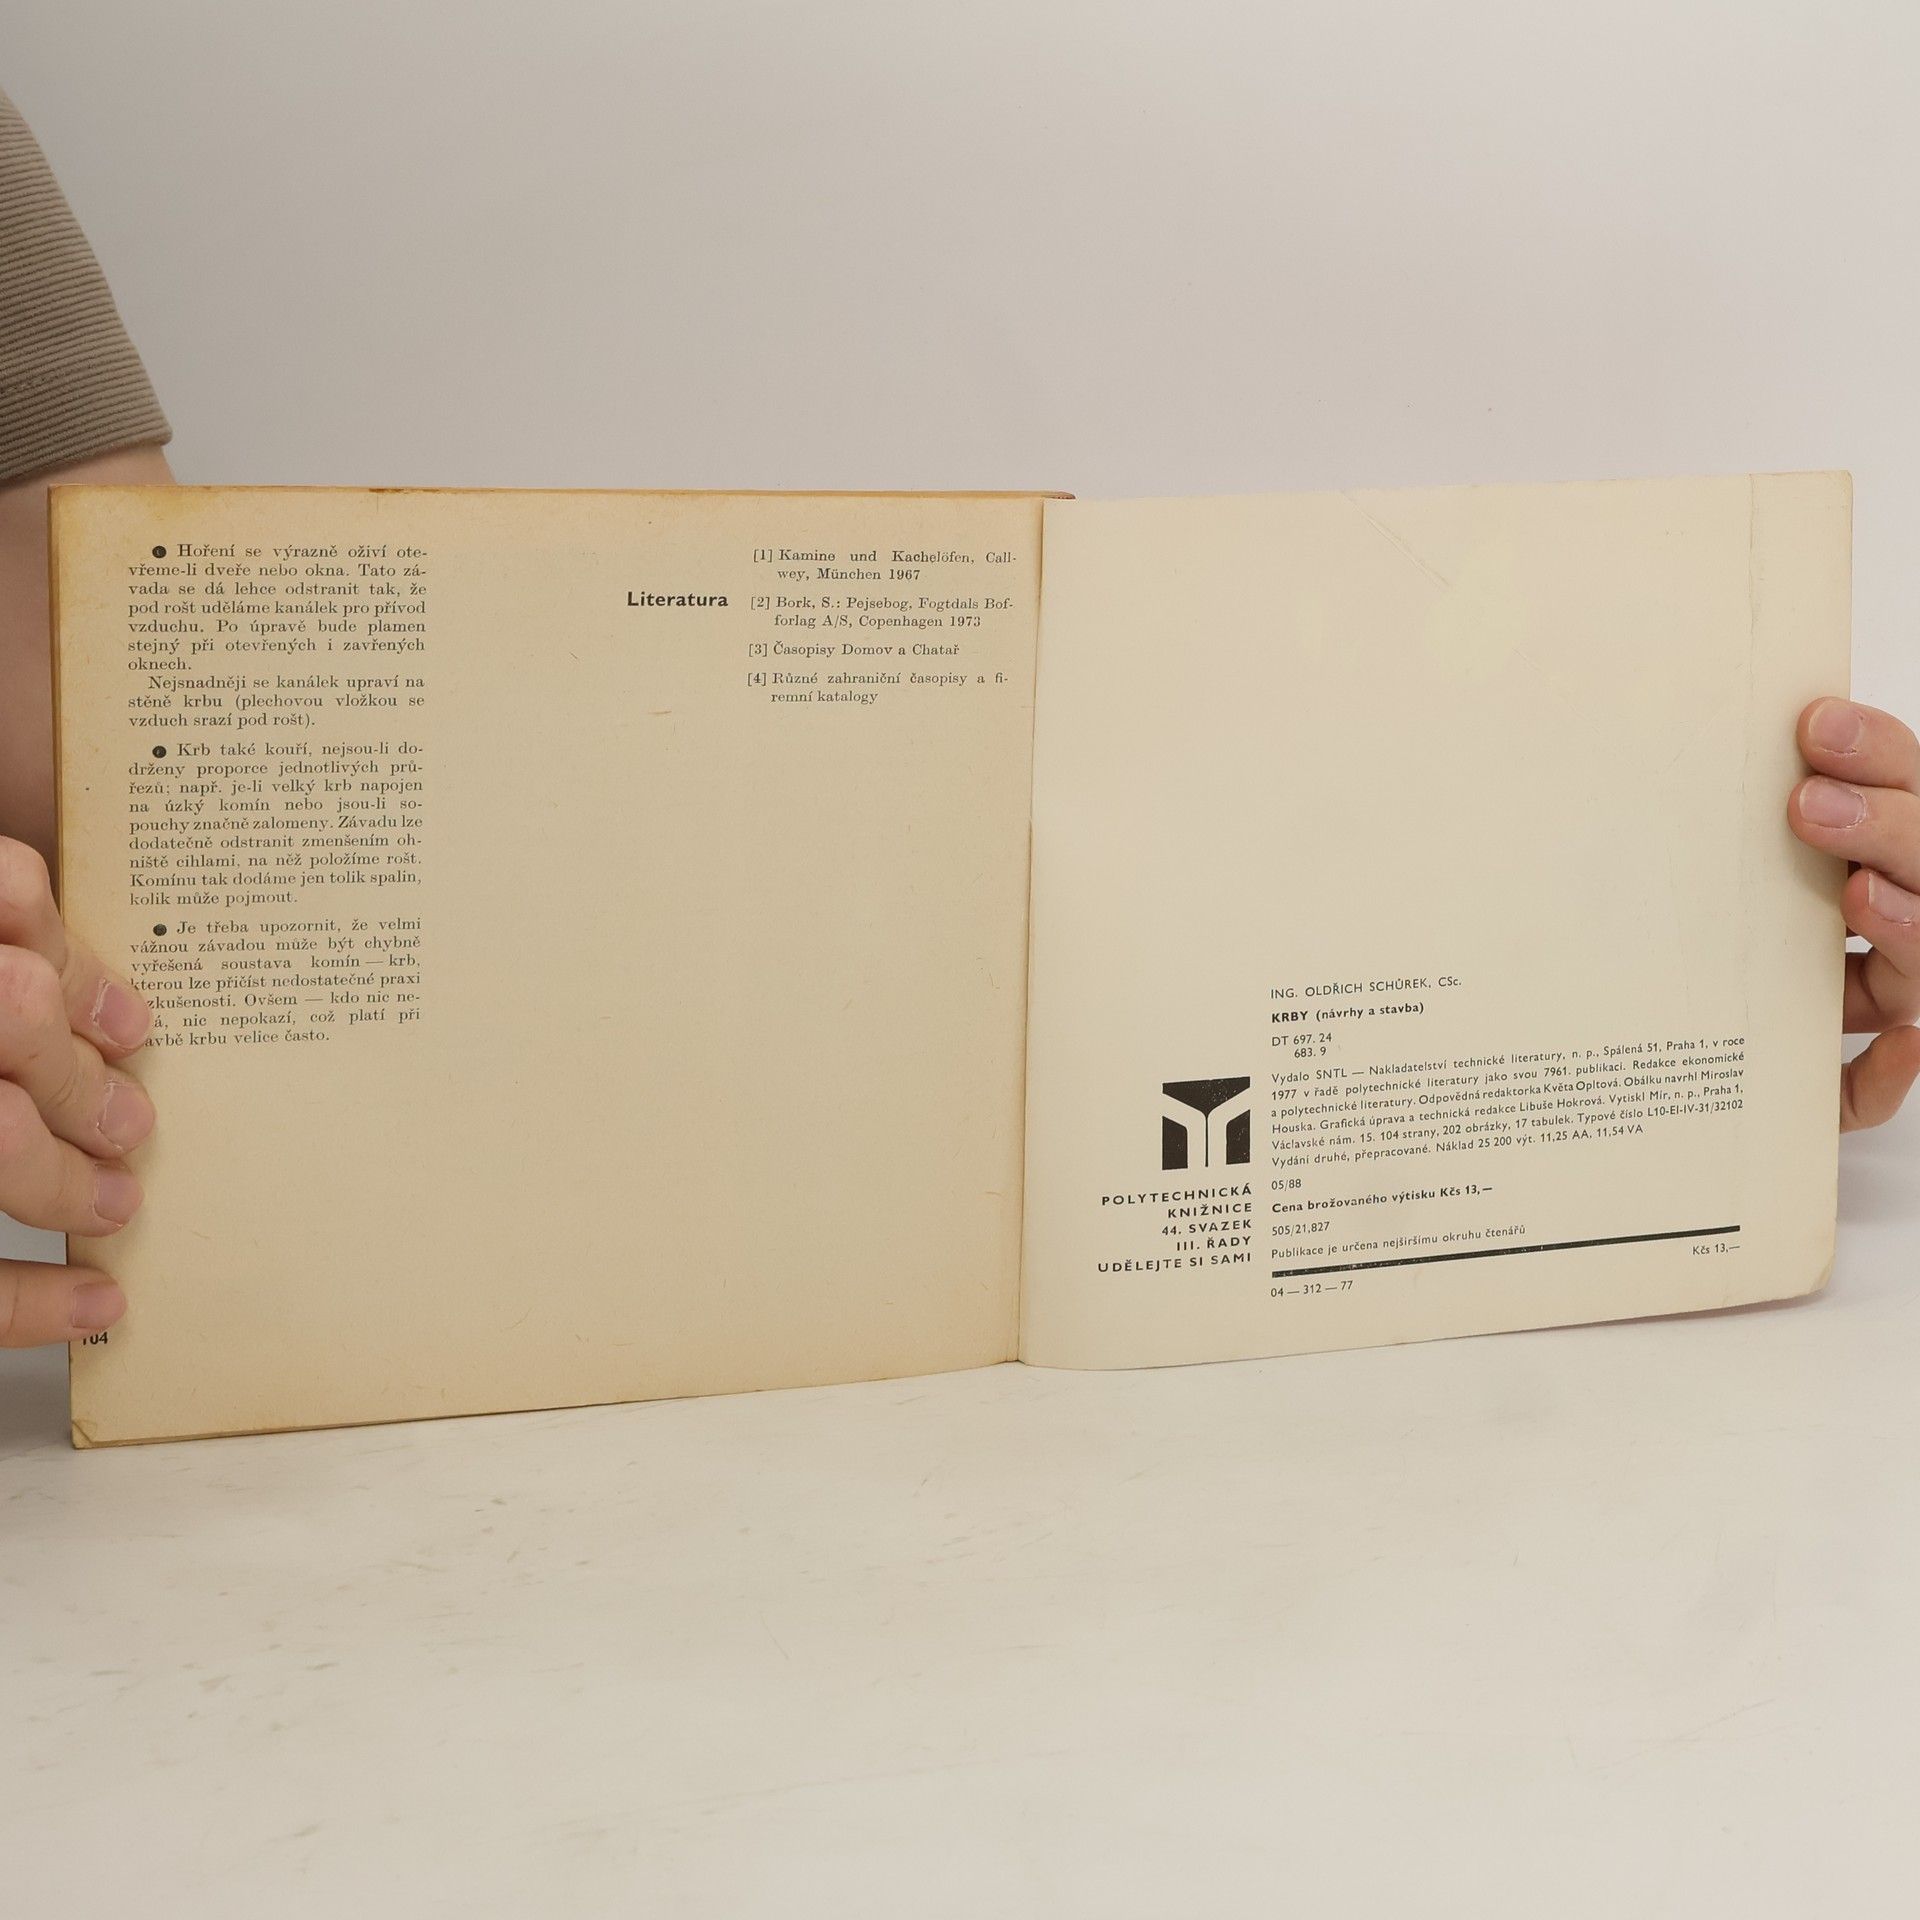 ● Hoření se výrazně oživí ote-
vřeme-li dveře nebo okna. Tato zá-
vada se dá lehce odstranit tak, že
pod rošt uděláme kanálek pro přívod
vzduchu. Po úpravě bude plamen
stejný při otevřených i zavřených
oknech.
Nejsnadněji se kanálek upraví na
stěně krbu (plechovou vložkou se
vzduch srazí pod rošt).
● Krb také kouří, nejsou-li do-
drženy proporce jednotlivých prů-
řezů; např. je-li velký krb napojen
na úzký komín nebo jsou-li so-
pouchy značně zalomeny. Závadu lze
dodatečně odstranit zmenšením oh-
niště cihlami, na něž položíme rošt.
Komínu tak dodáme jen tolik spalin,
kolik může pojmout.
● Je třeba upozornit, že velmi
vážnou závadou může být chybně
vyřešená soustava komín — krb,
kterou lze přičíst nedostatečné praxi
zkušenosti. Ovšem — kdo nic ne-
á, nic nepokazí, což platí při
avbě krbu velice často.
104
Literatura
[1] Kamine und Kachelöfen, Call-
wey, München 1967
[2] Bork, S.: Pejsebog, Fogtdals Bof-
forlag A/S, Copenhagen 1973
[3] Časopisy Domov a Chatař
[4] Různé zahraniční časopisy a fi-
remní katalogy
POLYTECHNICKÁ
KNIŽNICE
44. SVAZEK
III. ŘADY
UDĚLEJTE SI SAMI
ING. OLDŘICH SCHÜREK, CSc.
KRBY (návrhy a stavba)
DT 697. 24
683. 9
Vydalo SNTL — Nakladatelství technické literatury, n. p., Spálená 51, Praha 1, v roce
1977 v řadě polytechnické literatury jako svou 7961. publikaci. Redakce ekonomické
a polytechnické literatury. Odpovědná redaktorka Květa Opltová. Obálku navrhl Miroslav
Houska. Grafická úprava a technická redakce Libuše Hokrová. Vytiskl Mír, n. p., Praha 1,
Václavské nám. 15. 104 strany, 202 obrázky, 17 tabulek. Typové číslo L10-EI-IV-31/32102
Vydání druhé, přepracované. Náklad 25 200 výt. 11,25 AA, 11,54 VA
05/88
Cena brožovaného výtisku Kčs 13,—
505/21,827
Publikace je určena nejširšímu okruhu čtenářů
Kčs 13,—
04 — 312 — 77